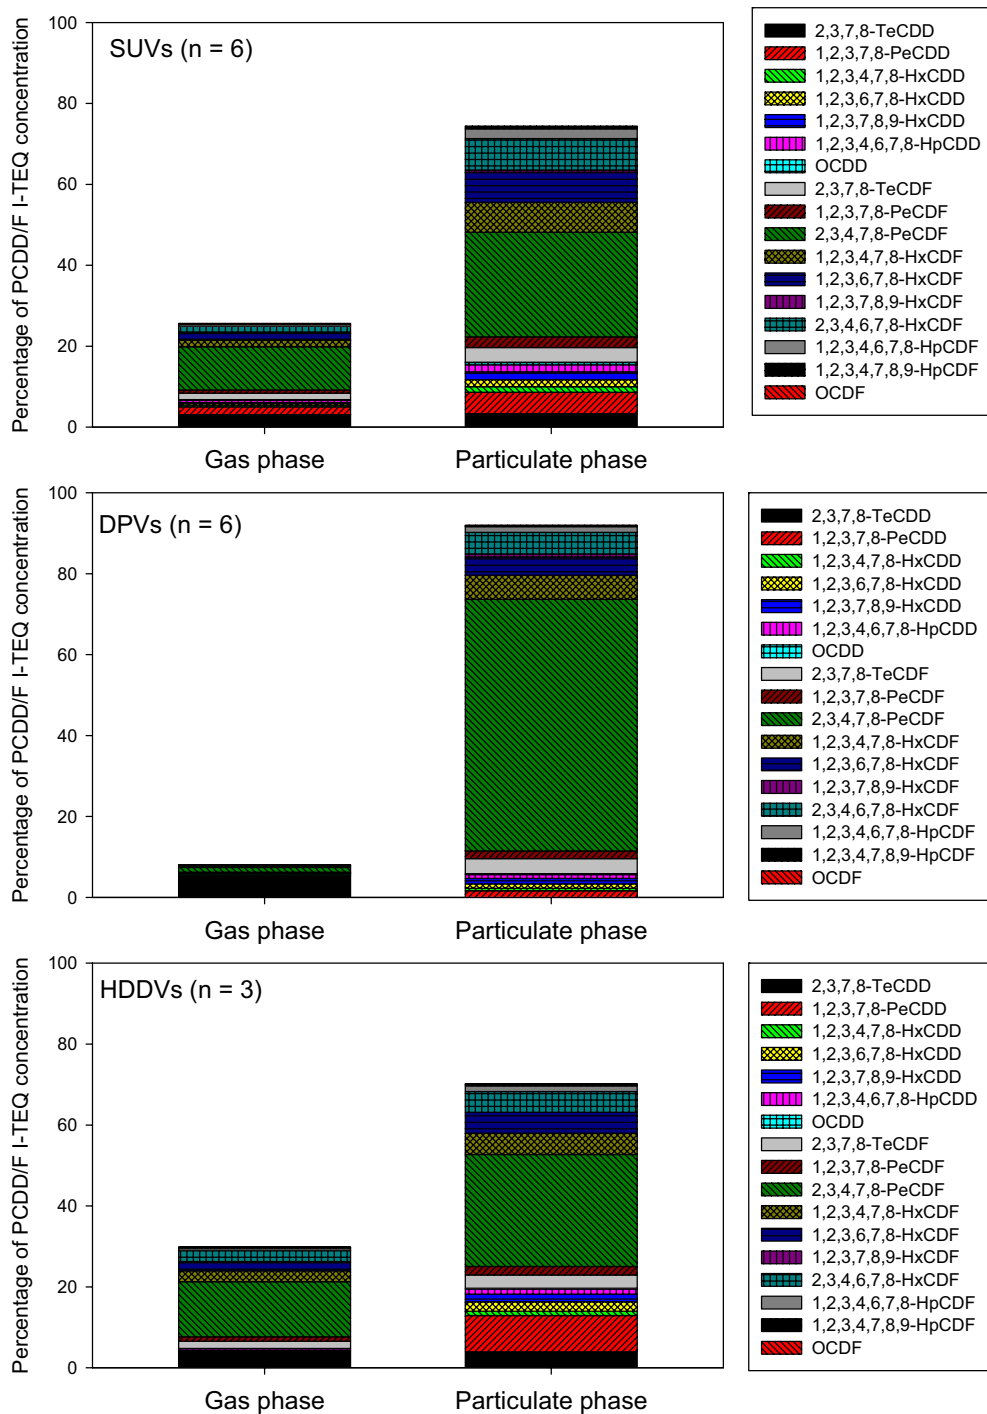 Percentage of PCDD/F I-TEQ concentration
100
80
60
40
20
0
SUVs (n = 6)
Gas phase
Particulate phase
2,3,7,8-TeCDD
1,2,3,7,8-PeCDD
1,2,3,4,7,8-HxCDD
1,2,3,6,7,8-HxCDD
1,2,3,7,8,9-HxCDD
1,2,3,4,6,7,8-HpCDD
OCDD
2,3,7,8-TeCDF
1,2,3,7,8-PeCDF
2,3,4,7,8-PeCDF
1,2,3,4,7,8-HxCDF
1,2,3,6,7,8-HxCDF
1,2,3,7,8,9-HxCDF
2,3,4,6,7,8-HxCDF
1,2,3,4,6,7,8-HpCDF
1,2,3,4,7,8,9-HpCDF
OCDF
Percentage of PCDD/F I-TEQ concentration
100
80
60
40
20
0
DPVs (n = 6)
Gas phase
Particulate phase
2,3,7,8-TeCDD
1,2,3,7,8-PeCDD
1,2,3,4,7,8-HxCDD
1,2,3,6,7,8-HxCDD
1,2,3,7,8,9-HxCDD
1,2,3,4,6,7,8-HpCDD
OCDD
2,3,7,8-TeCDF
1,2,3,7,8-PeCDF
2,3,4,7,8-PeCDF
1,2,3,4,7,8-HxCDF
1,2,3,6,7,8-HxCDF
1,2,3,7,8,9-HxCDF
2,3,4,6,7,8-HxCDF
1,2,3,4,6,7,8-HpCDF
1,2,3,4,7,8,9-HpCDF
OCDF
Percentage of PCDD/F I-TEQ concentration
100
80
60
40
20
0
HDDVs (n = 3)
Gas phase
Particulate phase
2,3,7,8-TeCDD
1,2,3,7,8-PeCDD
1,2,3,4,7,8-HxCDD
1,2,3,6,7,8-HxCDD
1,2,3,7,8,9-HxCDD
1,2,3,4,6,7,8-HpCDD
OCDD
2,3,7,8-TeCDF
1,2,3,7,8-PeCDF
2,3,4,7,8-PeCDF
1,2,3,4,7,8-HxCDF
1,2,3,6,7,8-HxCDF
1,2,3,7,8,9-HxCDF
2,3,4,6,7,8-HxCDF
1,2,3,4,6,7,8-HpCDF
1,2,3,4,7,8,9-HpCDF
OCDF